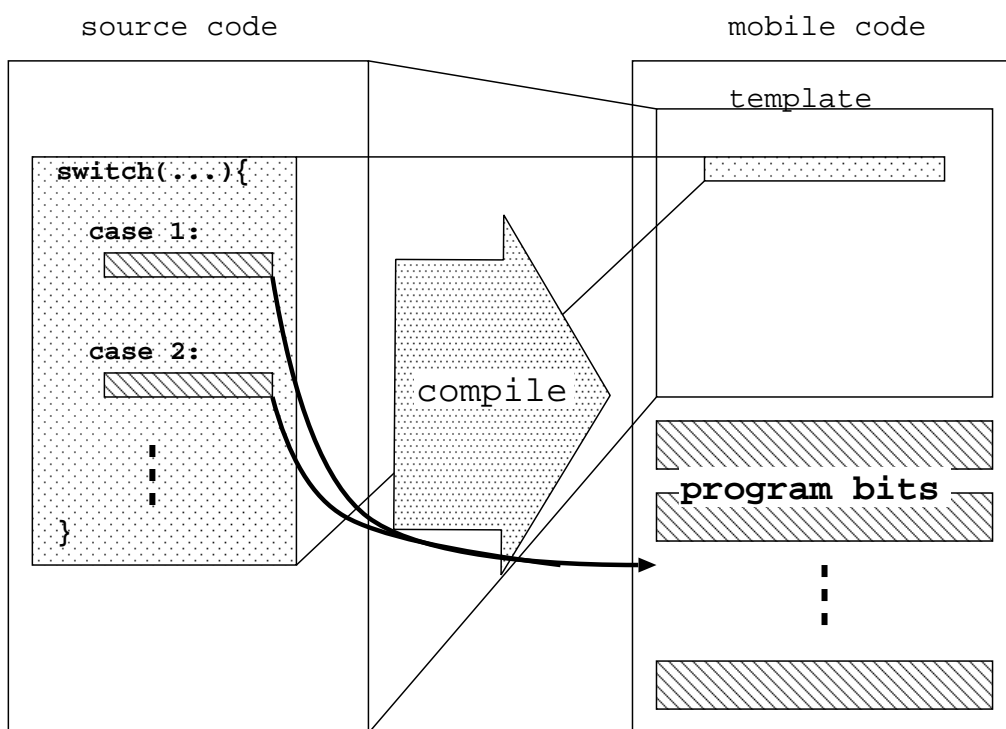 source code
mobile code
template
switch(...){
case 1:
case 2:
compile
program bits
}